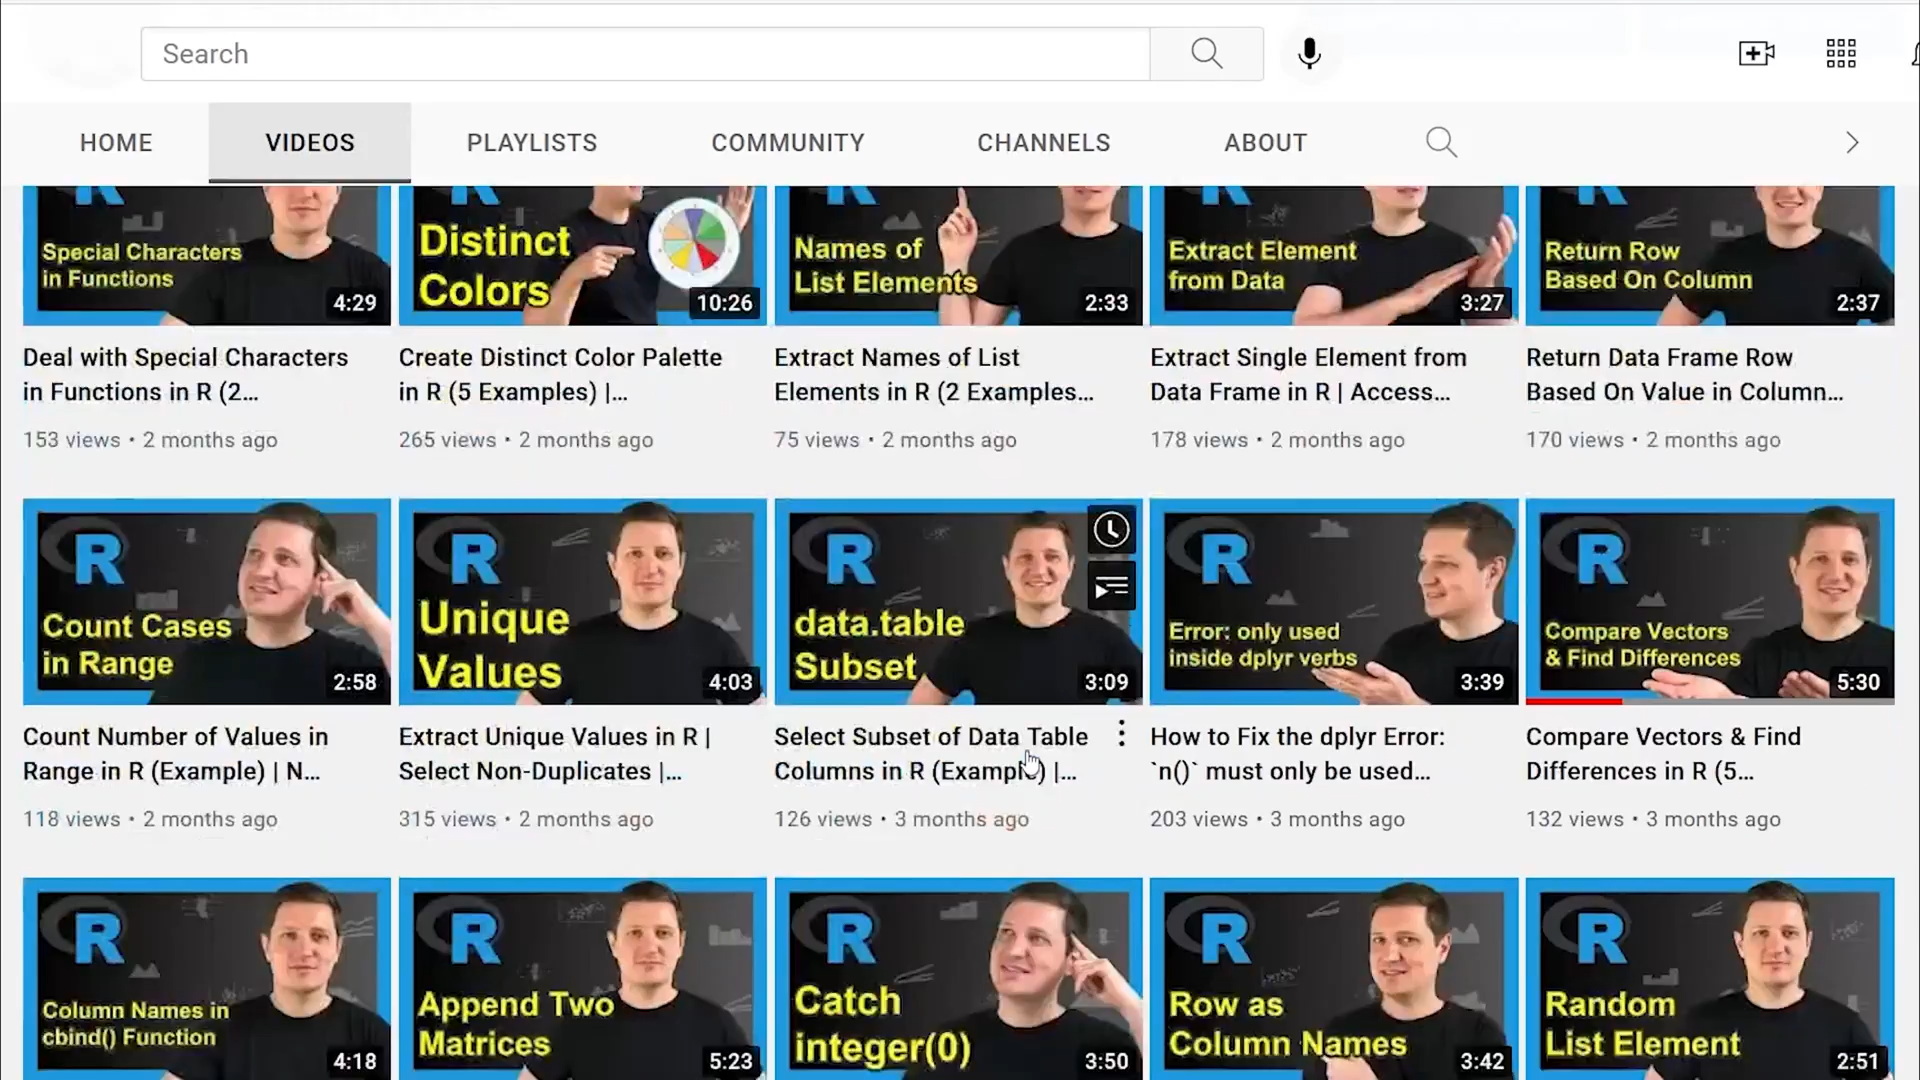 Search
HOME
VIDEOS
PLAYLISTS
COMMUNITY
CHANNELS
ABOUT
Special Characters
in Functions
4:29
Distinct
Colors
10:26
Names of
List Elements
2:33
Extract Element
from Data
3:27
Return Row
Based On Column
2:37
Deal with Special Characters
in Functions in R (2...
153 views • 2 months ago
Create Distinct Color Palette
in R (5 Examples) |...
265 views • 2 months ago
Extract Names of List
Elements in R (2 Examples...
75 views • 2 months ago
Extract Single Element from
Data Frame in R | Access...
178 views • 2 months ago
Return Data Frame Row
Based On Value in Column...
170 views • 2 months ago
R
Count Cases
in Range
2:58
R
Unique
Values
4:03
R
data.table
Subset
3:09
R
Error: only used
inside dplyr verbs
3:39
R
Compare Vectors
& Find Differences
5:30
Count Number of Values in
Range in R (Example) | N...
118 views • 2 months ago
Extract Unique Values in R |
Select Non-Duplicates |...
315 views • 2 months ago
Select Subset of Data Table
Columns in R (Example) |...
126 views • 3 months ago
How to Fix the dplyr Error:
`n()` must only be used...
203 views • 3 months ago
Compare Vectors & Find
Differences in R (5...
132 views • 3 months ago
R
Column Names in
cbind() Function
4:18
R
Append Two
Matrices
5:23
R
Catch
integer(0)
3:50
R
Row as
Column Names
3:42
R
Random
List Element
2:51